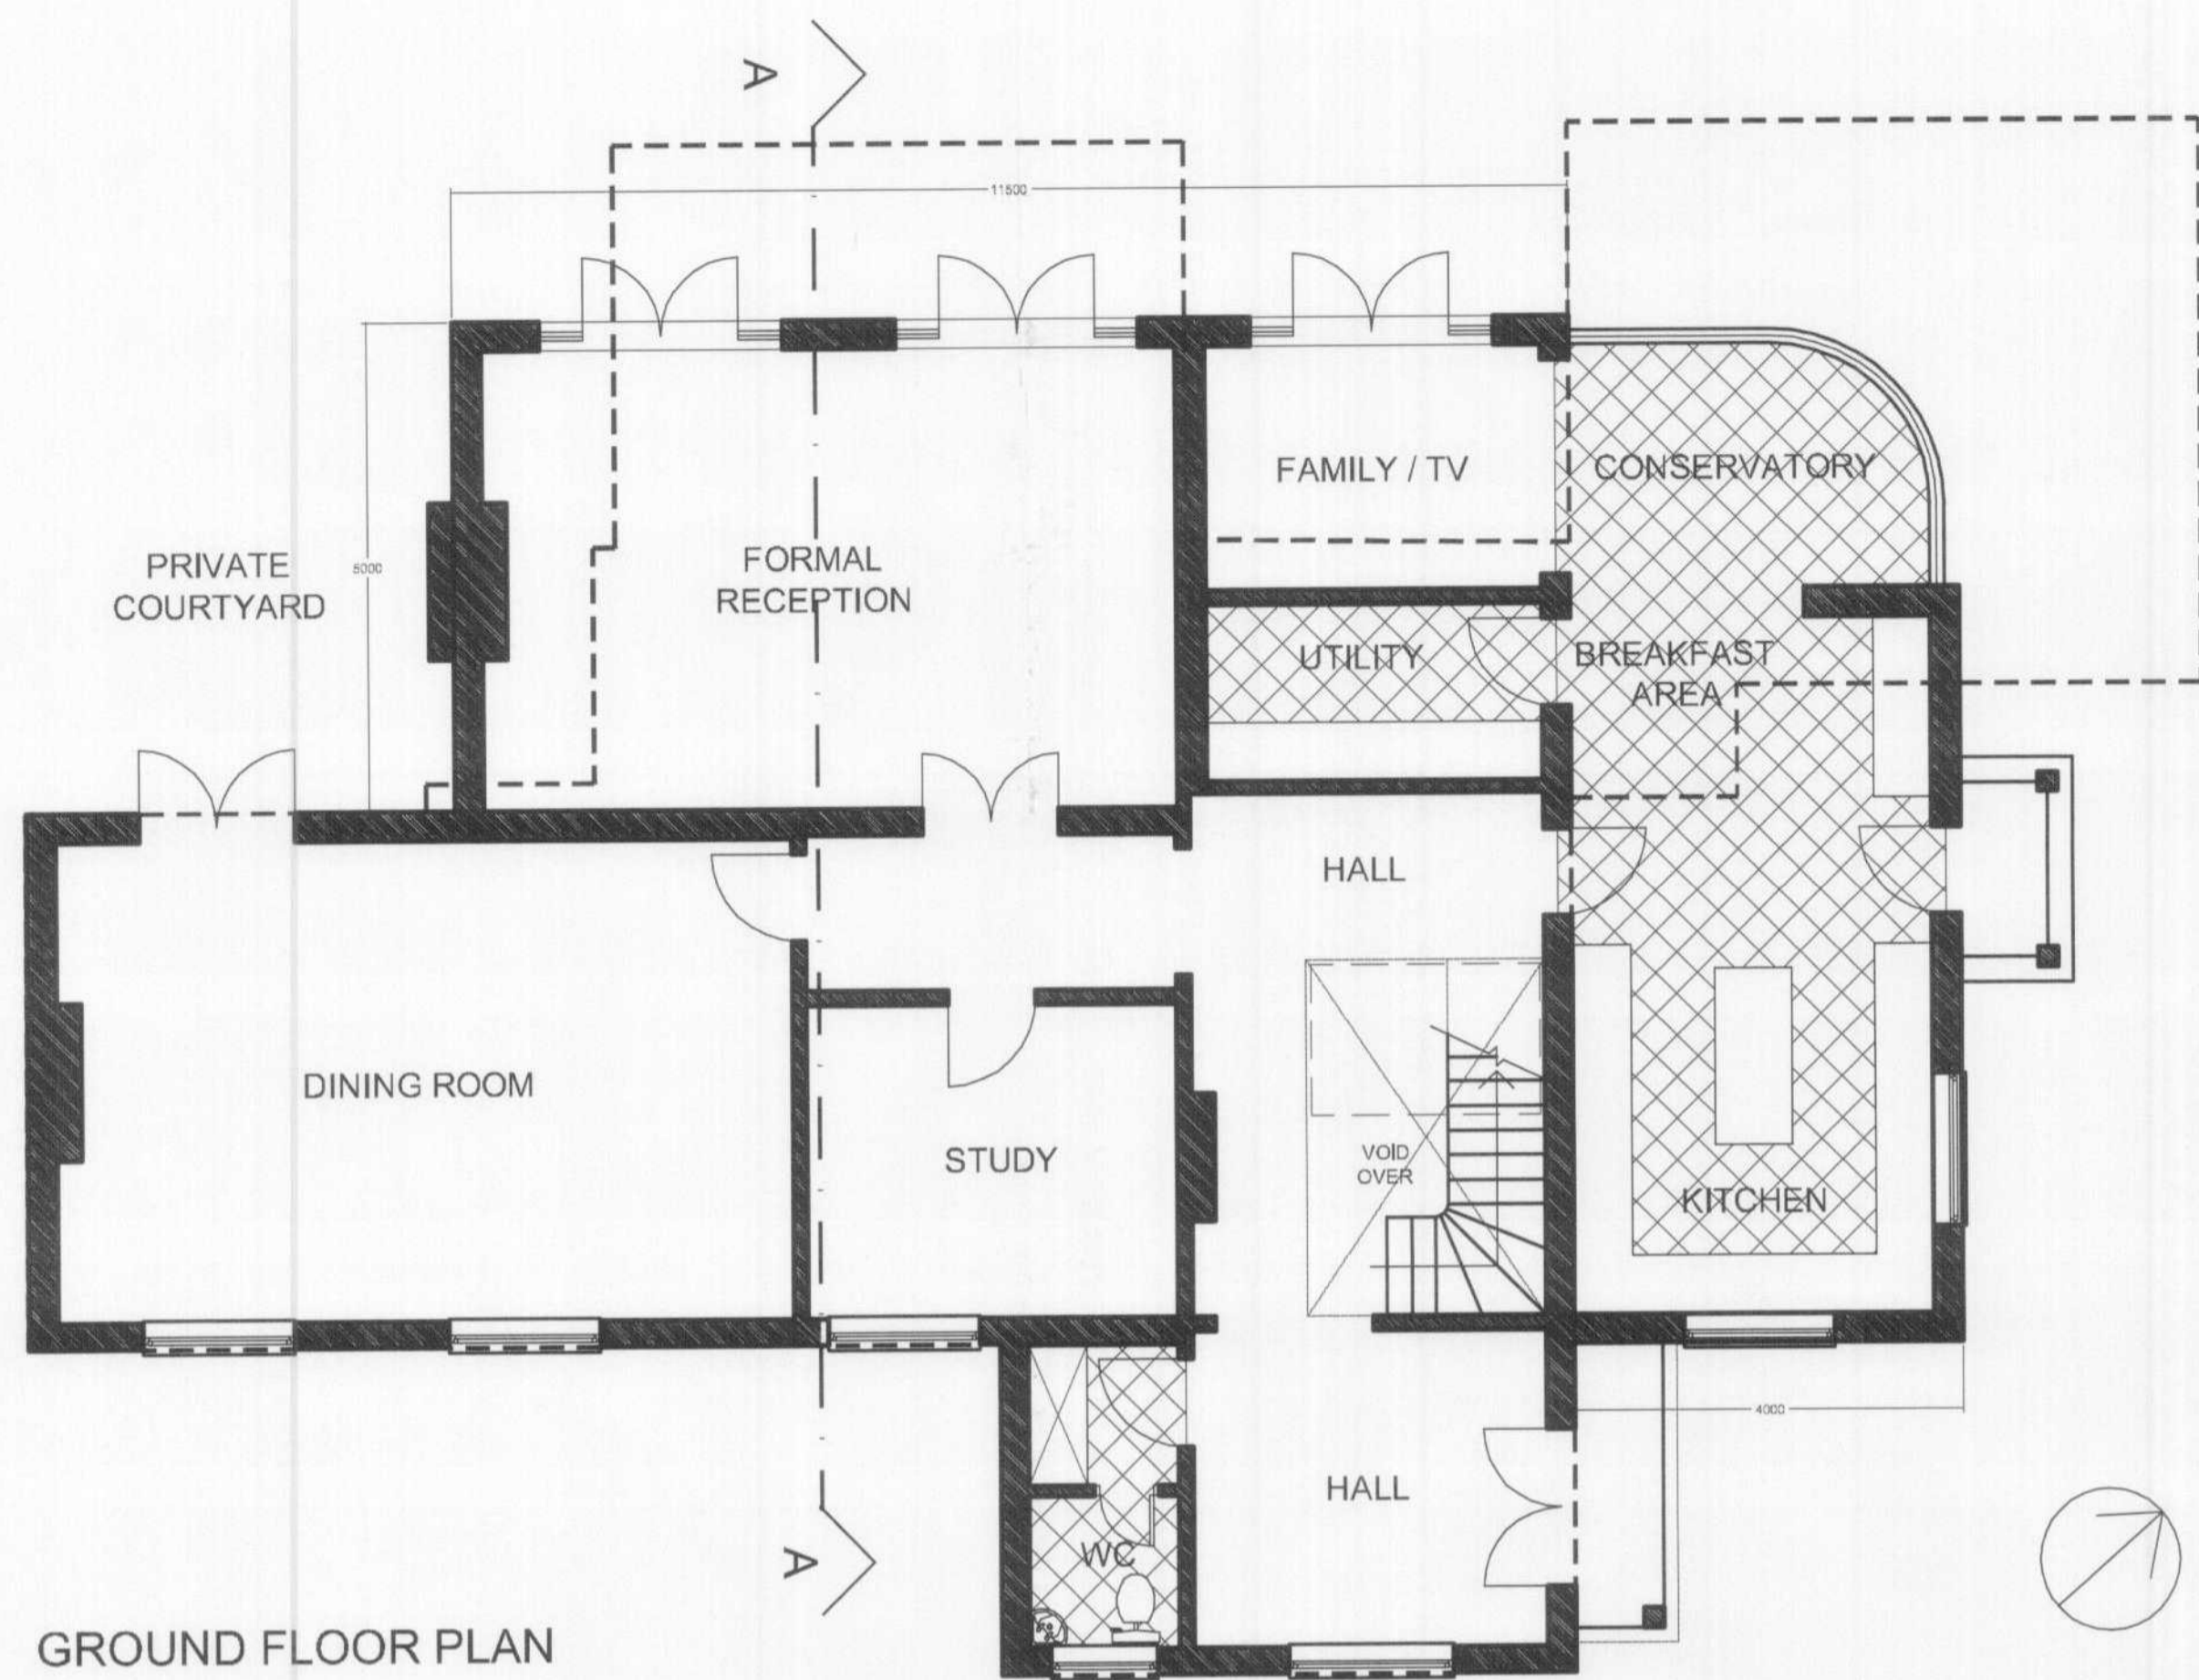 A
11500
FAMILY / TV
CONSERVATORY
PRIVATE
COURTYARD
5000
FORMAL
RECEPTION
UTILITY
BREAKFAST
AREA
HALL
DINING ROOM
STUDY
VOID
OVER
KITCHEN
4000
HALL
WC
A
GROUND FLOOR PLAN